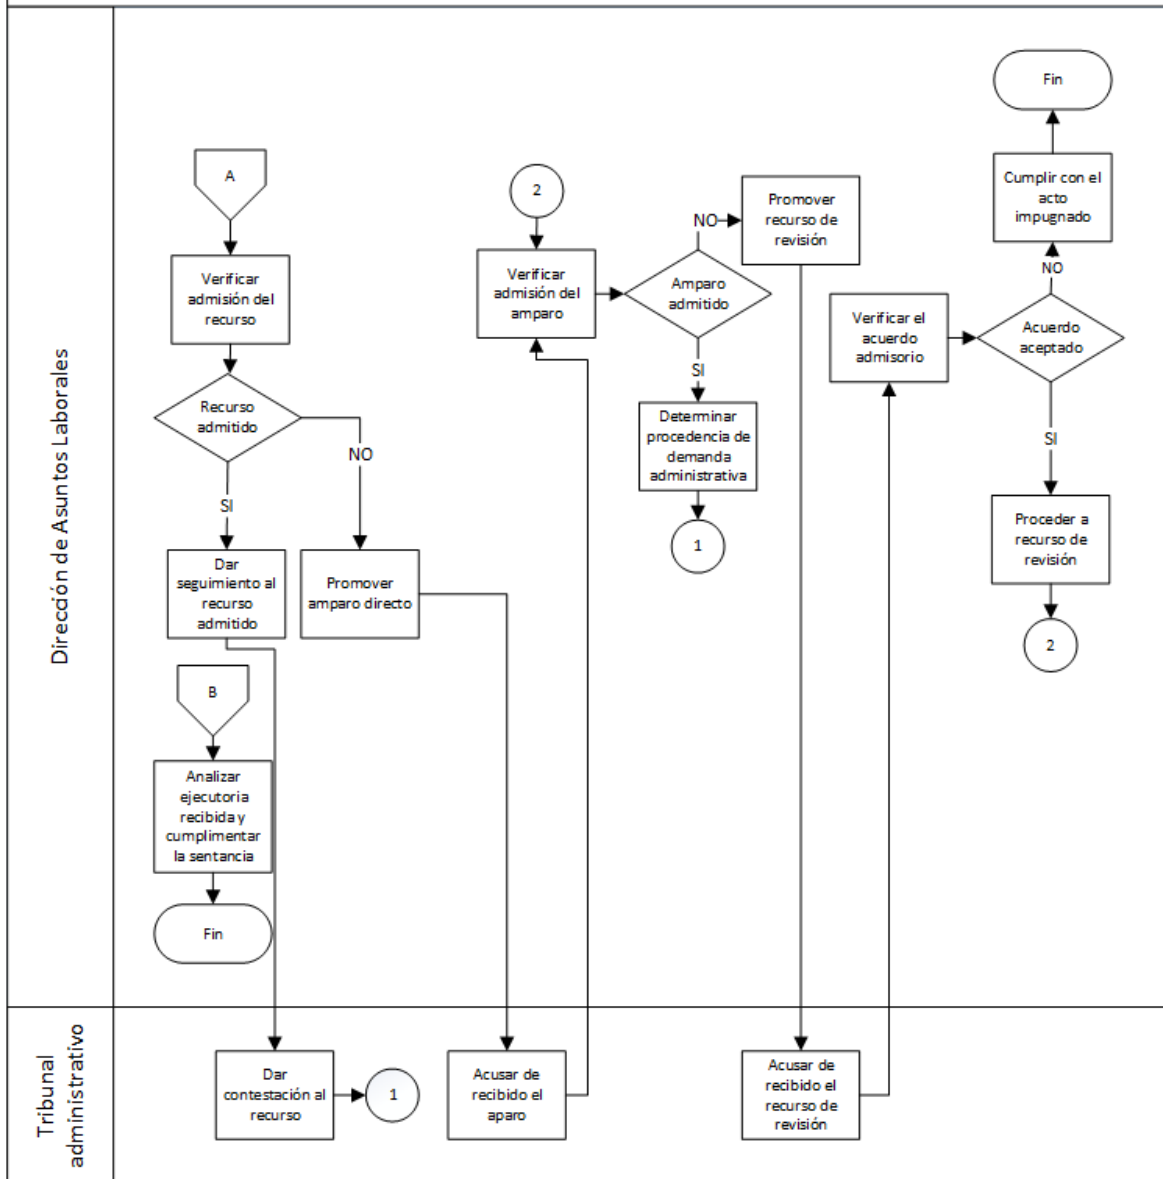 Dirección de Asuntos Laborales
A
Verificar
admisión del
recurso
Recurso
admitido
NO
SI
Dar
seguimiento al
recurso
admitido
Promover
amparo directo
B
Analizar
ejecutoria
recibida y
cumplimentar
la sentancia
Fin
2
Verificar
admisión del
amparo
Amparo
admitido
NO
Promover
recurso de
revisión
SI
Determinar
procedencia de
demanda
administrativa
1
Verificar el
acuerdo
admisorio
Acuerdo
aceptado
NO
Cumplir con el
acto
impugnado
Fin
SI
Proceder a
recurso de
revisión
2
Tribunal
administrativo
Dar
contestación al
recurso
1
Acusar de
recibido el
aparo
Acusar de
recibido el
recurso de
revisión